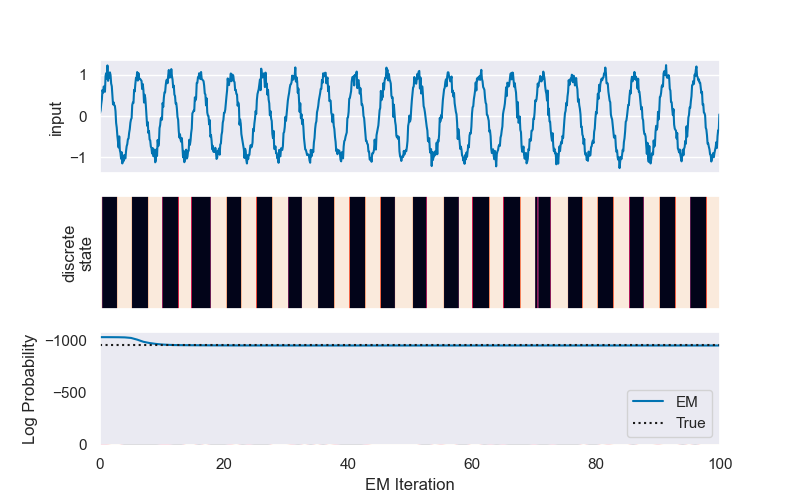 input
1
0
−1
discrete
state
Log Probability
−1000
−500
0
EM
True
0 20 40 60 80 100
EM Iteration